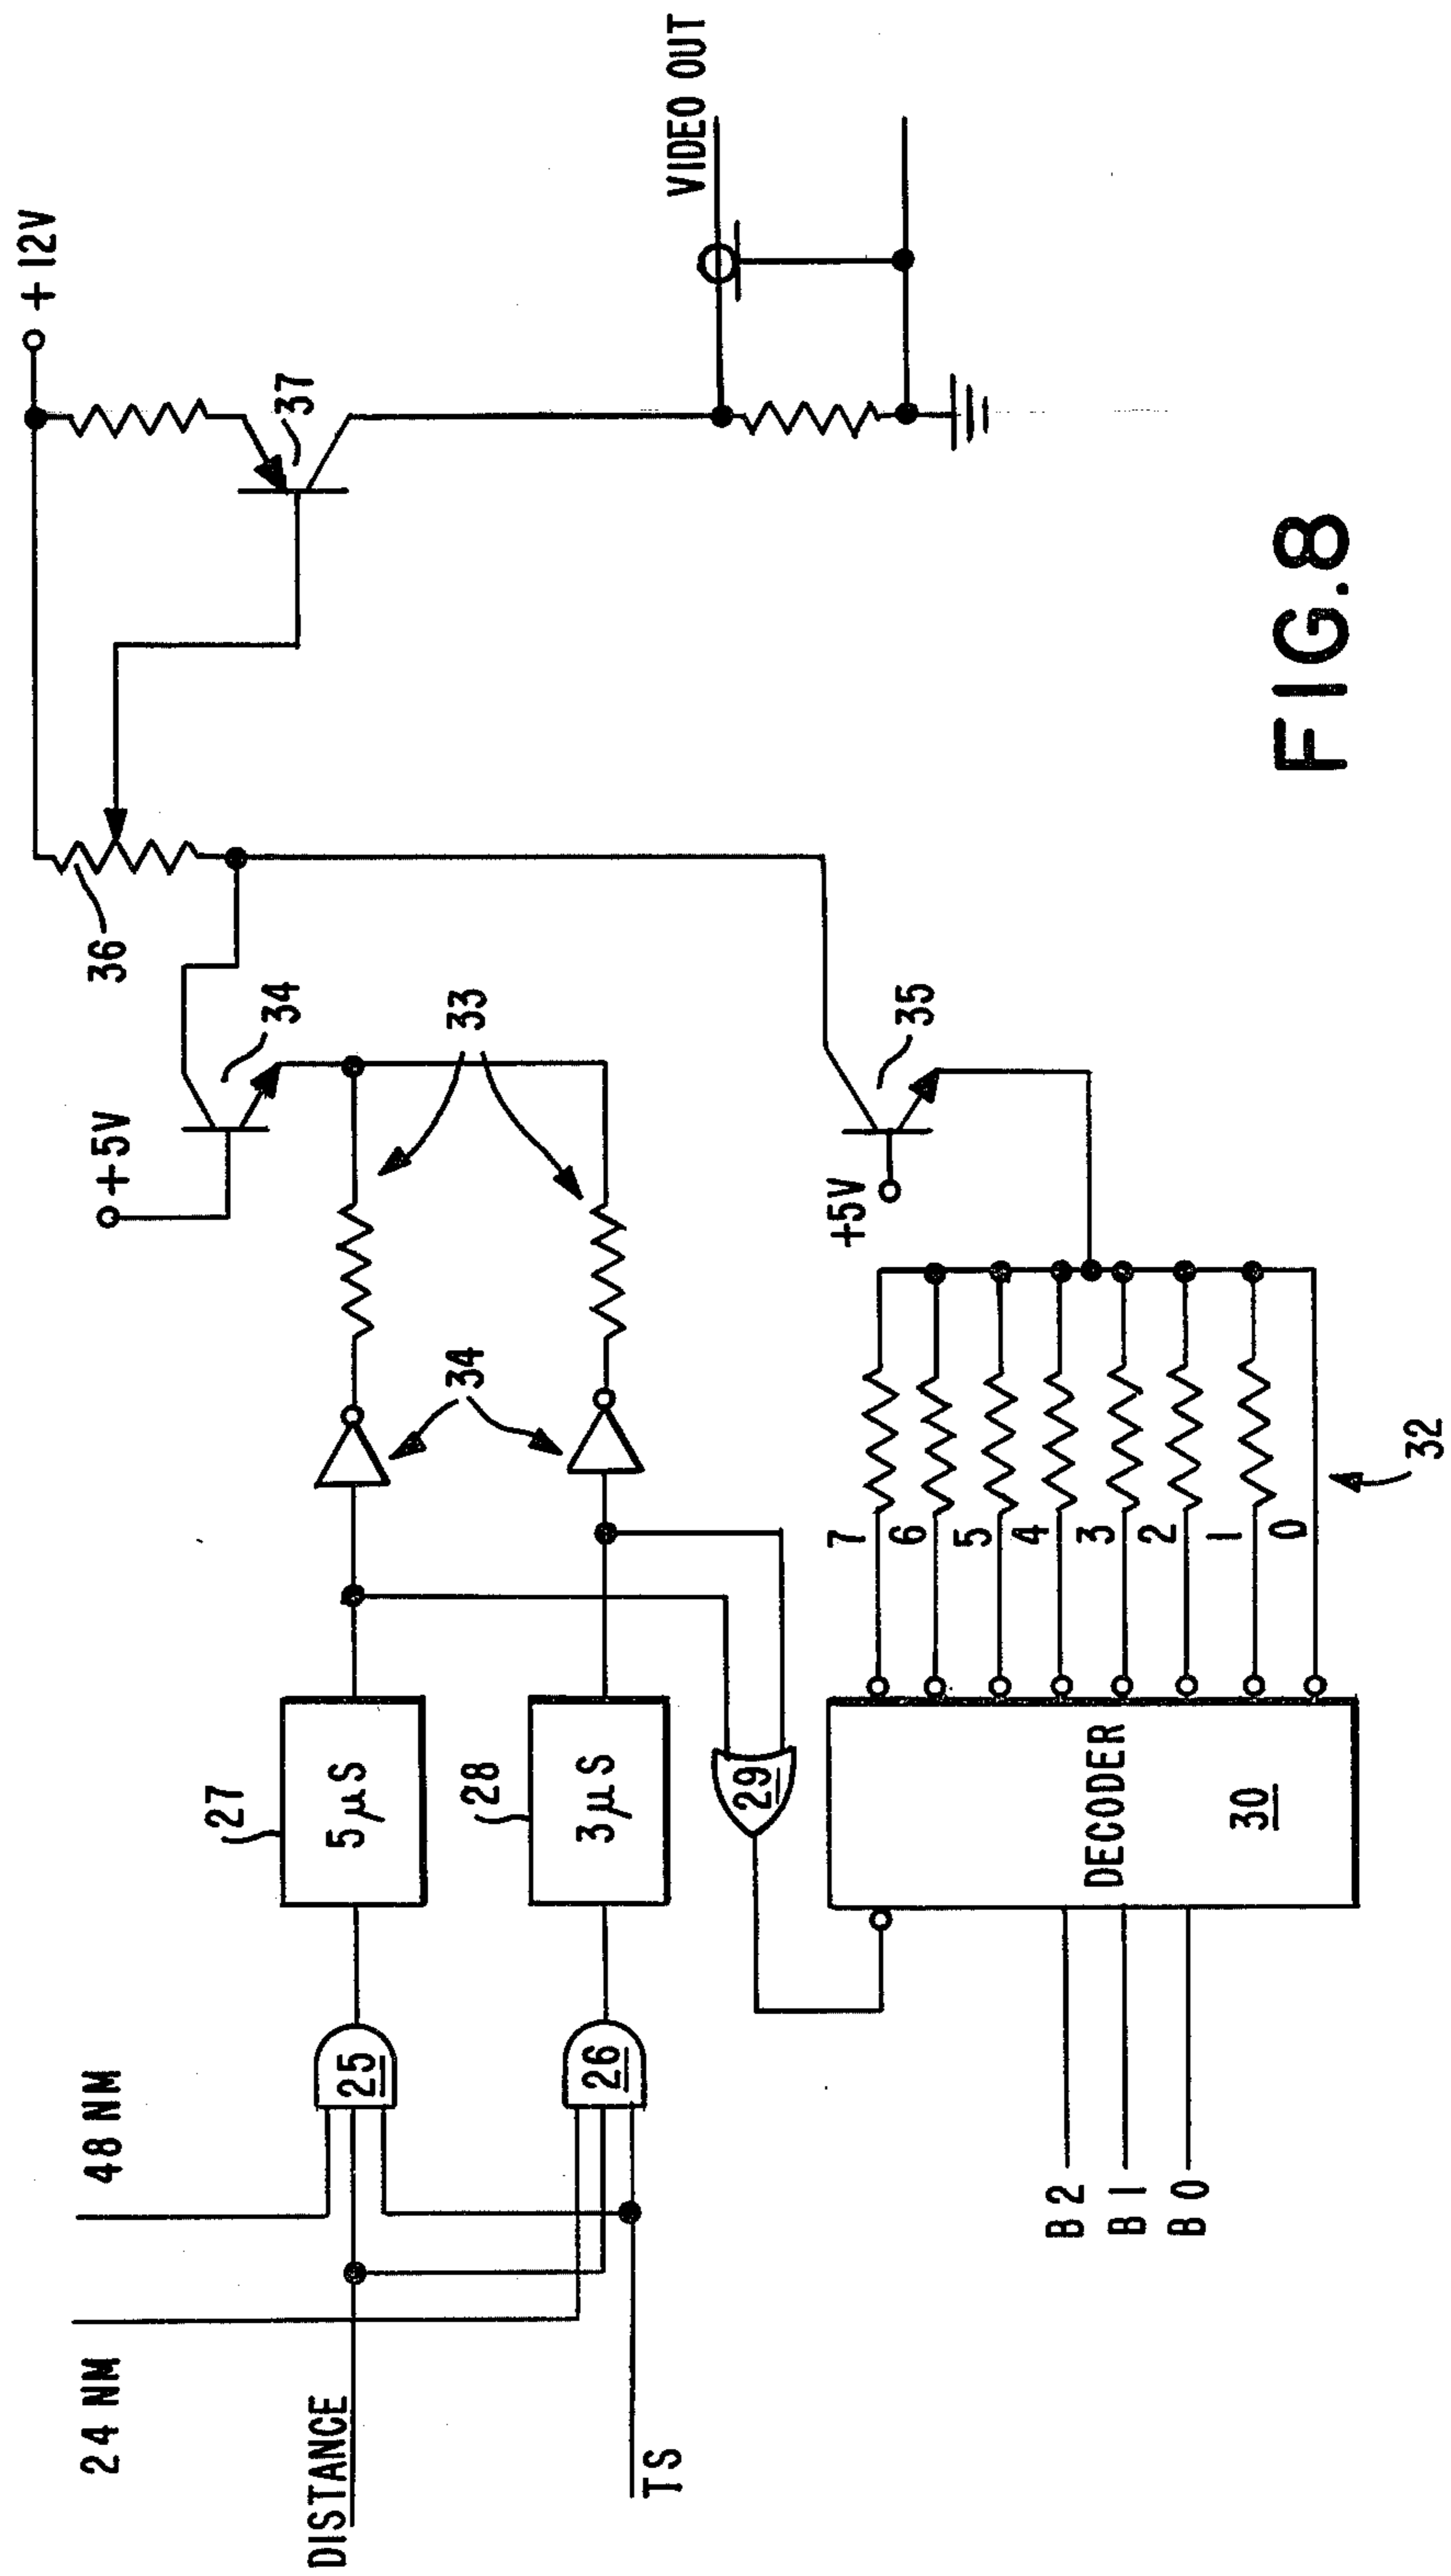 +12V
36
37
+5V
34
33
48 NM
24 NM
27
5μS
25
34
DISTANCE
28
3μS
26
TS
29
VIDEO OUT
+5V
35
7
6
5
4
3
2
1
0
DECODER
30
B2
B1
B0
32
FIG.8